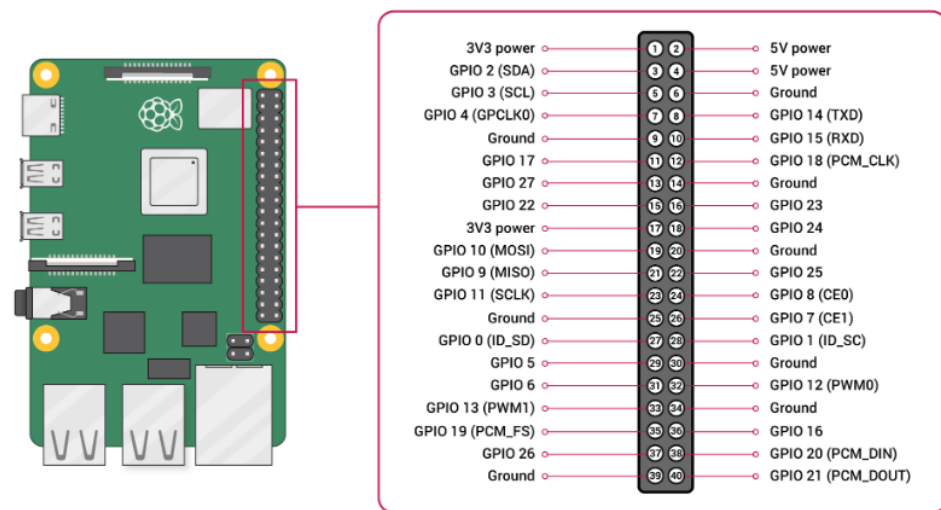 3V3 power 1 2 5V power
GPIO 2 (SDA) 3 4 5V power
GPIO 3 (SCL) 5 6 Ground
GPIO 4 (GPCLK0) 7 8 GPIO 14 (TXD)
Ground 9 10 GPIO 15 (RXD)
GPIO 17 11 12 GPIO 18 (PCM_CLK)
GPIO 27 13 14 Ground
GPIO 22 15 16 GPIO 23
3V3 power 17 18 GPIO 24
GPIO 10 (MOSI) 19 20 Ground
GPIO 9 (MISO) 21 22 GPIO 25
GPIO 11 (SCLK) 23 24 GPIO 8 (CE0)
Ground 25 26 GPIO 7 (CE1)
GPIO 0 (ID_SD) 27 28 GPIO 1 (ID_SC)
GPIO 5 29 30 Ground
GPIO 6 31 32 GPIO 12 (PWM0)
GPIO 13 (PWM1) 33 34 Ground
GPIO 19 (PCM_FS) 35 36 GPIO 16
GPIO 26 37 38 GPIO 20 (PCM_DIN)
Ground 39 40 GPIO 21 (PCM_DOUT)